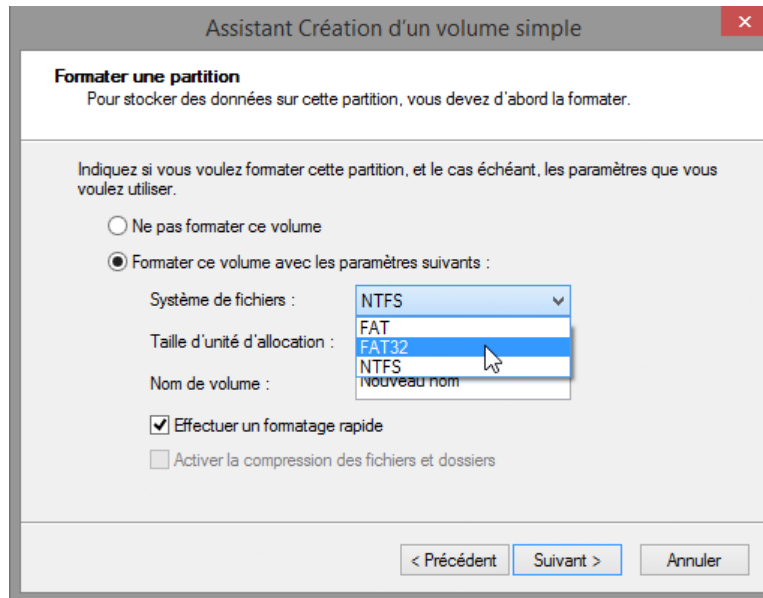 Assistant Création d'un volume simple
Formater une partition
Pour stocker des données sur cette partition, vous devez d'abord la formater.
Indiquez si vous voulez formater cette partition, et le cas échéant, les paramètres que vous
voulez utiliser.
Ne pas formater ce volume
Formater ce volume avec les paramètres suivants :
Système de fichiers : NTFS
FAT
Taille d'unité d'allocation : FAT32
NTFS
Nom de volume : Nouveau nom
Effectuer un formatage rapide
Activer la compression des fichiers et dossiers
< Précédent Suivant > Annuler